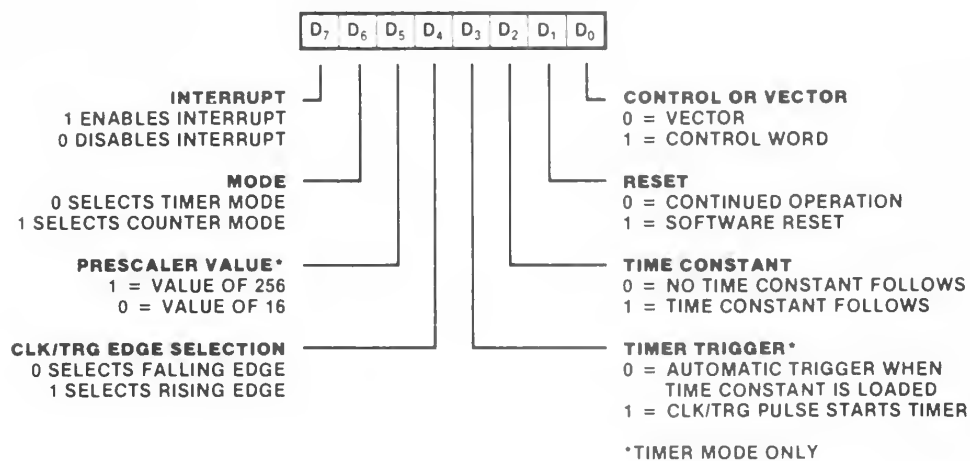 D7 D6 D5 D4 D3 D2 D1 D0
INTERRUPT
1 ENABLES INTERRUPT
0 DISABLES INTERRUPT
MODE
0 SELECTS TIMER MODE
1 SELECTS COUNTER MODE
PRESCALER VALUE*
1 = VALUE OF 256
0 = VALUE OF 16
CLK/TRG EDGE SELECTION
0 SELECTS FALLING EDGE
1 SELECTS RISING EDGE
CONTROL OR VECTOR
0 = VECTOR
1 = CONTROL WORD
RESET
0 = CONTINUED OPERATION
1 = SOFTWARE RESET
TIME CONSTANT
0 = NO TIME CONSTANT FOLLOWS
1 = TIME CONSTANT FOLLOWS
TIMER TRIGGER*
0 = AUTOMATIC TRIGGER WHEN
TIME CONSTANT IS LOADED
1 = CLK/TRG PULSE STARTS TIMER
*TIMER MODE ONLY